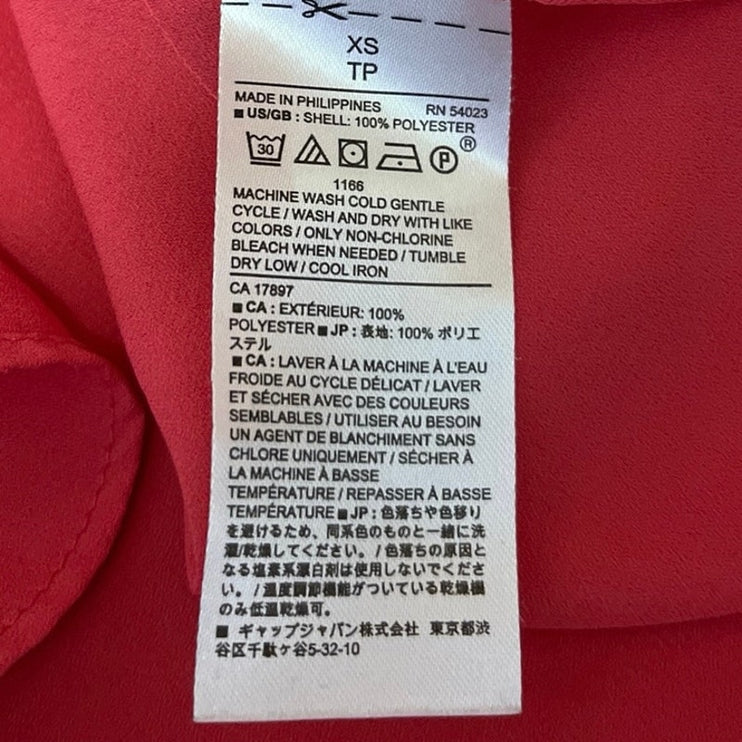 XS
TP
MADE IN PHILIPPINES RN 54023
■ US/GB : SHELL: 100% POLYESTER
30 P ®
1166
MACHINE WASH COLD GENTLE
CYCLE / WASH AND DRY WITH LIKE
COLORS / ONLY NON-CHLORINE
BLEACH WHEN NEEDED / TUMBLE
DRY LOW / COOL IRON
CA 17897
■ CA : EXTÉRIEUR: 100%
POLYESTER ■ JP : 表地: 100% ポリエ
ステル
■ CA : LAVER À LA MACHINE À L'EAU
FROIDE AU CYCLE DÉLICAT / LAVER
ET SÉCHER AVEC DES COULEURS
SEMBLABLES / UTILISER AU BESOIN
UN AGENT DE BLANCHIMENT SANS
CHLORE UNIQUEMENT / SÉCHER À
LA MACHINE À BASSE
TEMPÉRATURE / REPASSER À BASSE
TEMPÉRATURE ■ JP : 色落ちや色移り
を避けるため、同系色のものと一緒に洗
濯/乾燥してください。/ 色落ちの原因と
なる塩素系漂白剤は使用しないでくださ
い。/ 温度調節機能がついている乾燥機
のみ低温乾燥可。
■ ギャップジャパン株式会社 東京都渋
谷区千駄ヶ谷5-32-10